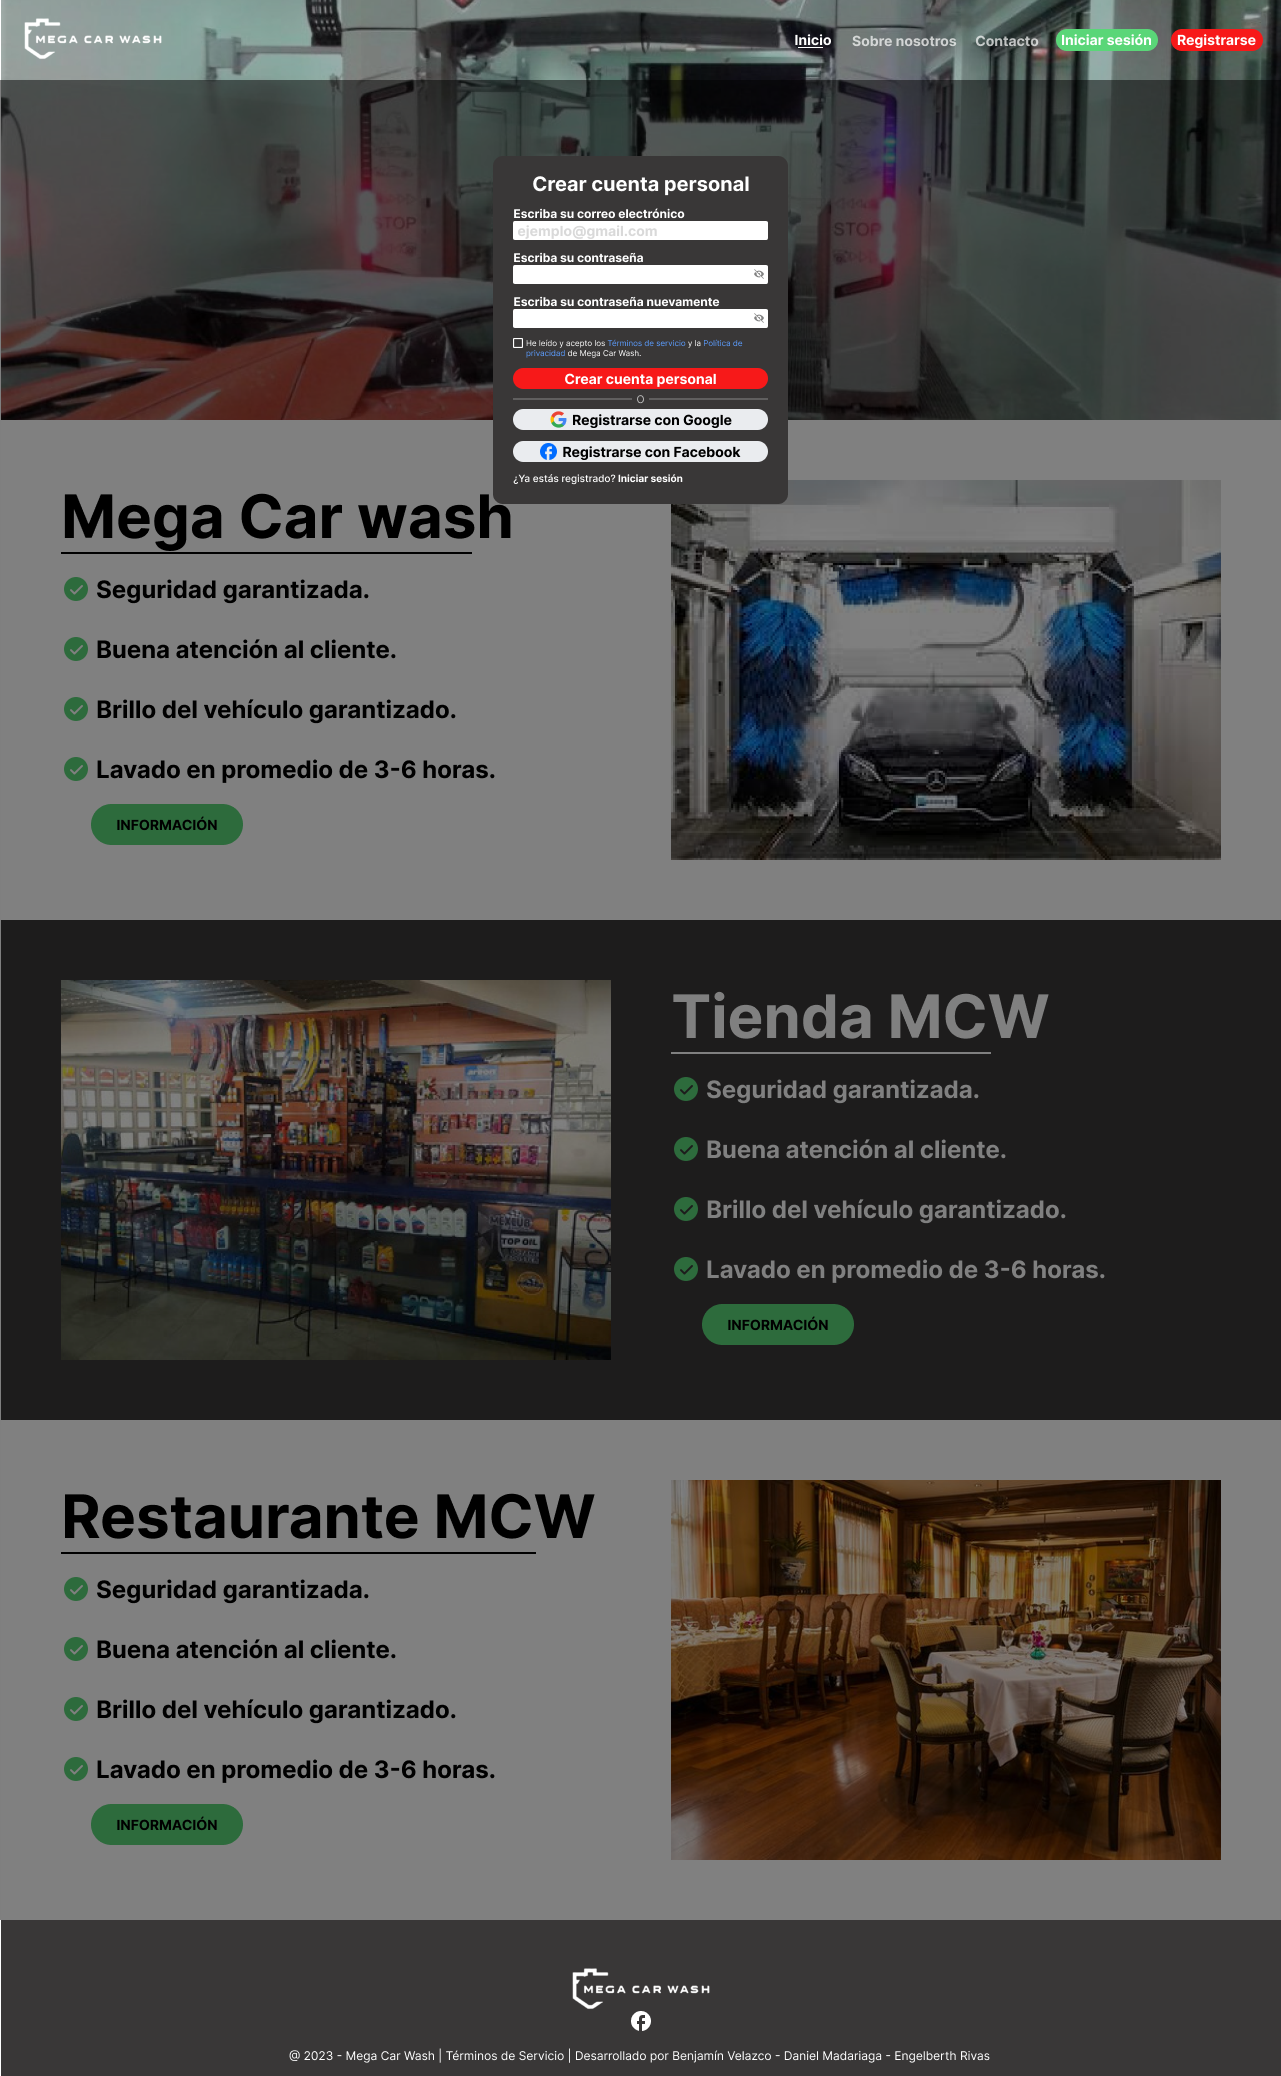 MEGA CAR WASH
Inicio
Sobre nosotros
Contacto
Iniciar sesión
Registrarse
STOP
STOP
Crear cuenta personal
Escriba su correo electrónico
ejemplo@gmail.com
Escriba su contraseña
Escriba su contraseña nuevamente
He leído y acepto los Términos de servicio y la Política de
privacidad de Mega Car Wash.
Crear cuenta personal
O
Registrarse con Google
Registrarse con Facebook
¿Ya estás registrado? Iniciar sesión
Mega Car wash
Seguridad garantizada.
Buena atención al cliente.
Brillo del vehículo garantizado.
Lavado en promedio de 3-6 horas.
INFORMACIÓN
Tienda MCW
Seguridad garantizada.
Buena atención al cliente.
Brillo del vehículo garantizado.
Lavado en promedio de 3-6 horas.
INFORMACIÓN
TOP OIL
Restaurante MCW
Seguridad garantizada.
Buena atención al cliente.
Brillo del vehículo garantizado.
Lavado en promedio de 3-6 horas.
INFORMACIÓN
MEGA CAR WASH
@ 2023 - Mega Car Wash | Términos de Servicio | Desarrollado por Benjamín Velazco - Daniel Madariaga - Engelberth Rivas